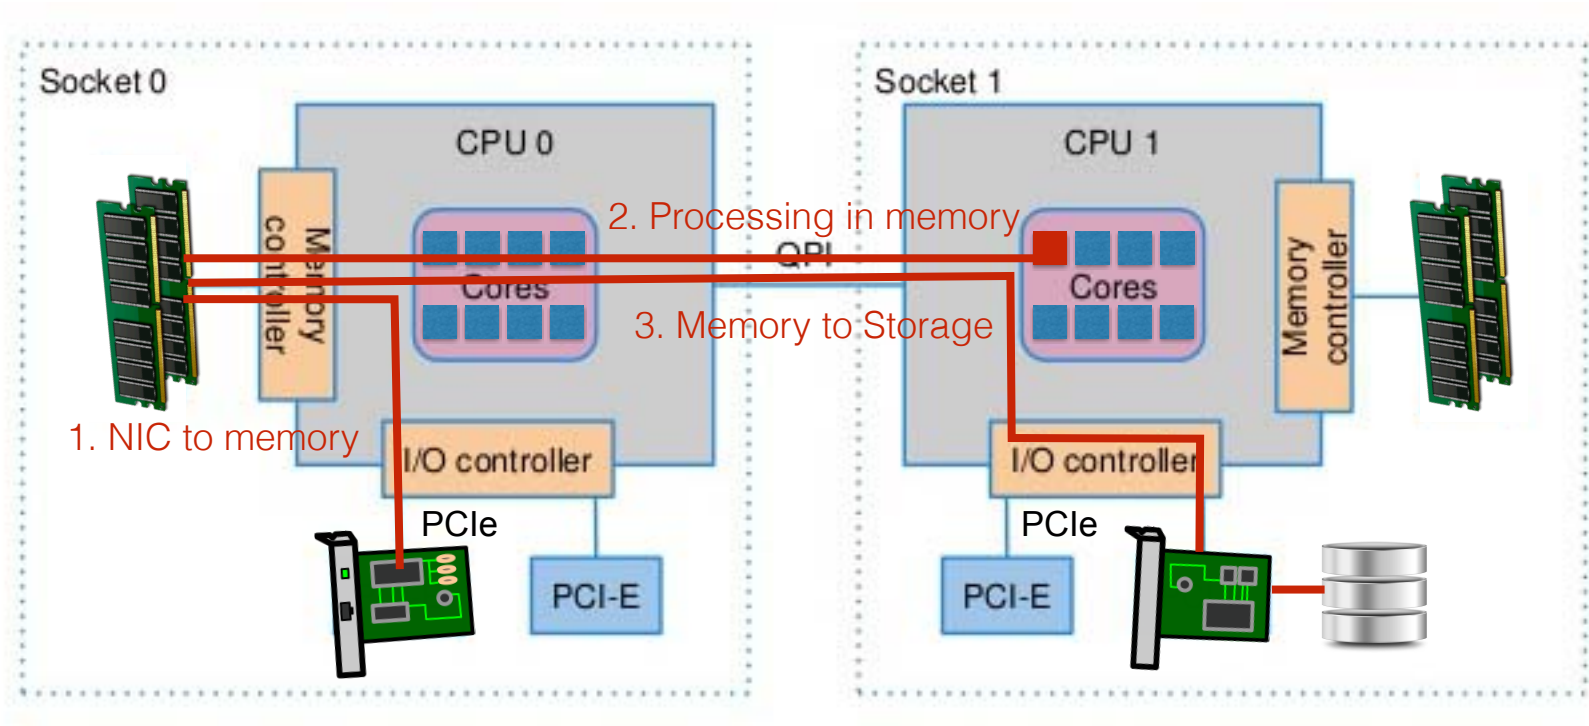 Socket 0
Socket 1
CPU 0
CPU 1
Memory
controller
2. Processing in memory
QPI
Cores
Cores
Memory
controller
3. Memory to Storage
1. NIC to memory
I/O controller
I/O controller
PCIe
PCIe
PCI-E
PCI-E